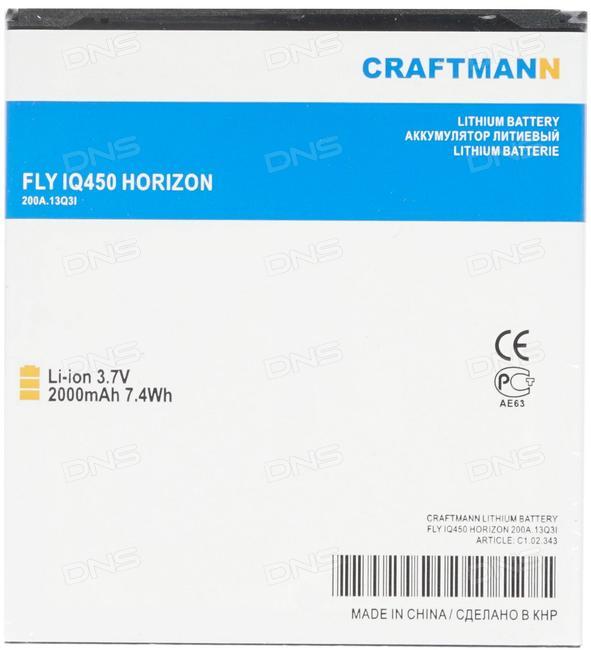 CRAFTMANN
LITHIUM BATTERY
АККУМУЛЯТОР ЛИТИЕВЫЙ
LITHIUM BATTERIE
FLY IQ450 HORIZON
200A.13Q3I
Li-ion 3.7V
2000mAh 7.4Wh
CE
РС+
AE63
CRAFTMANN LITHIUM BATTERY
FLY IQ450 HORIZON 200A.13Q3I
ARTICLE: C1.02.343
MADE IN CHINA / СДЕЛАНО В КНР
DNS